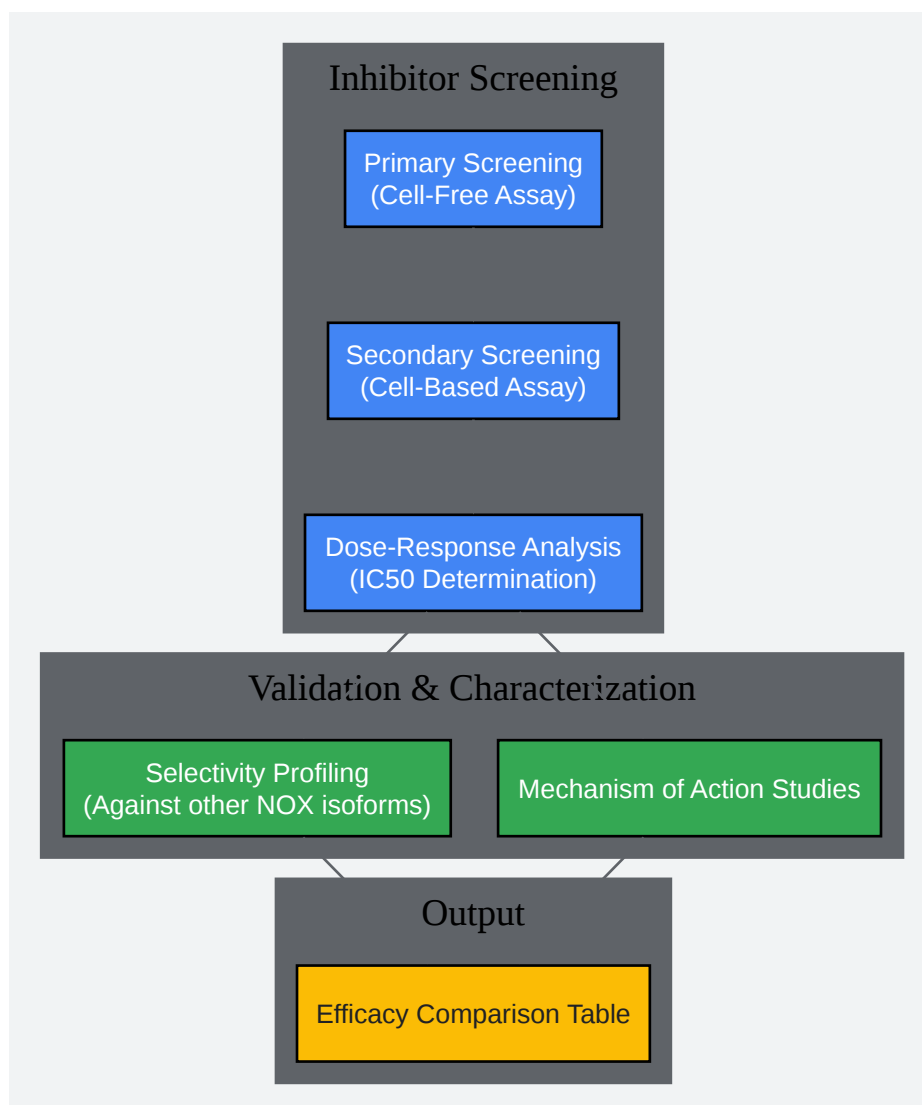 Inhibitor Screening
Primary Screening
(Cell-Free Assay)
Secondary Screening
(Cell-Based Assay)
Dose-Response Analysis
(IC50 Determination)
Validation & Characterization
Selectivity Profiling
(Against other NOX isoforms)
Mechanism of Action Studies
Output
Efficacy Comparison Table